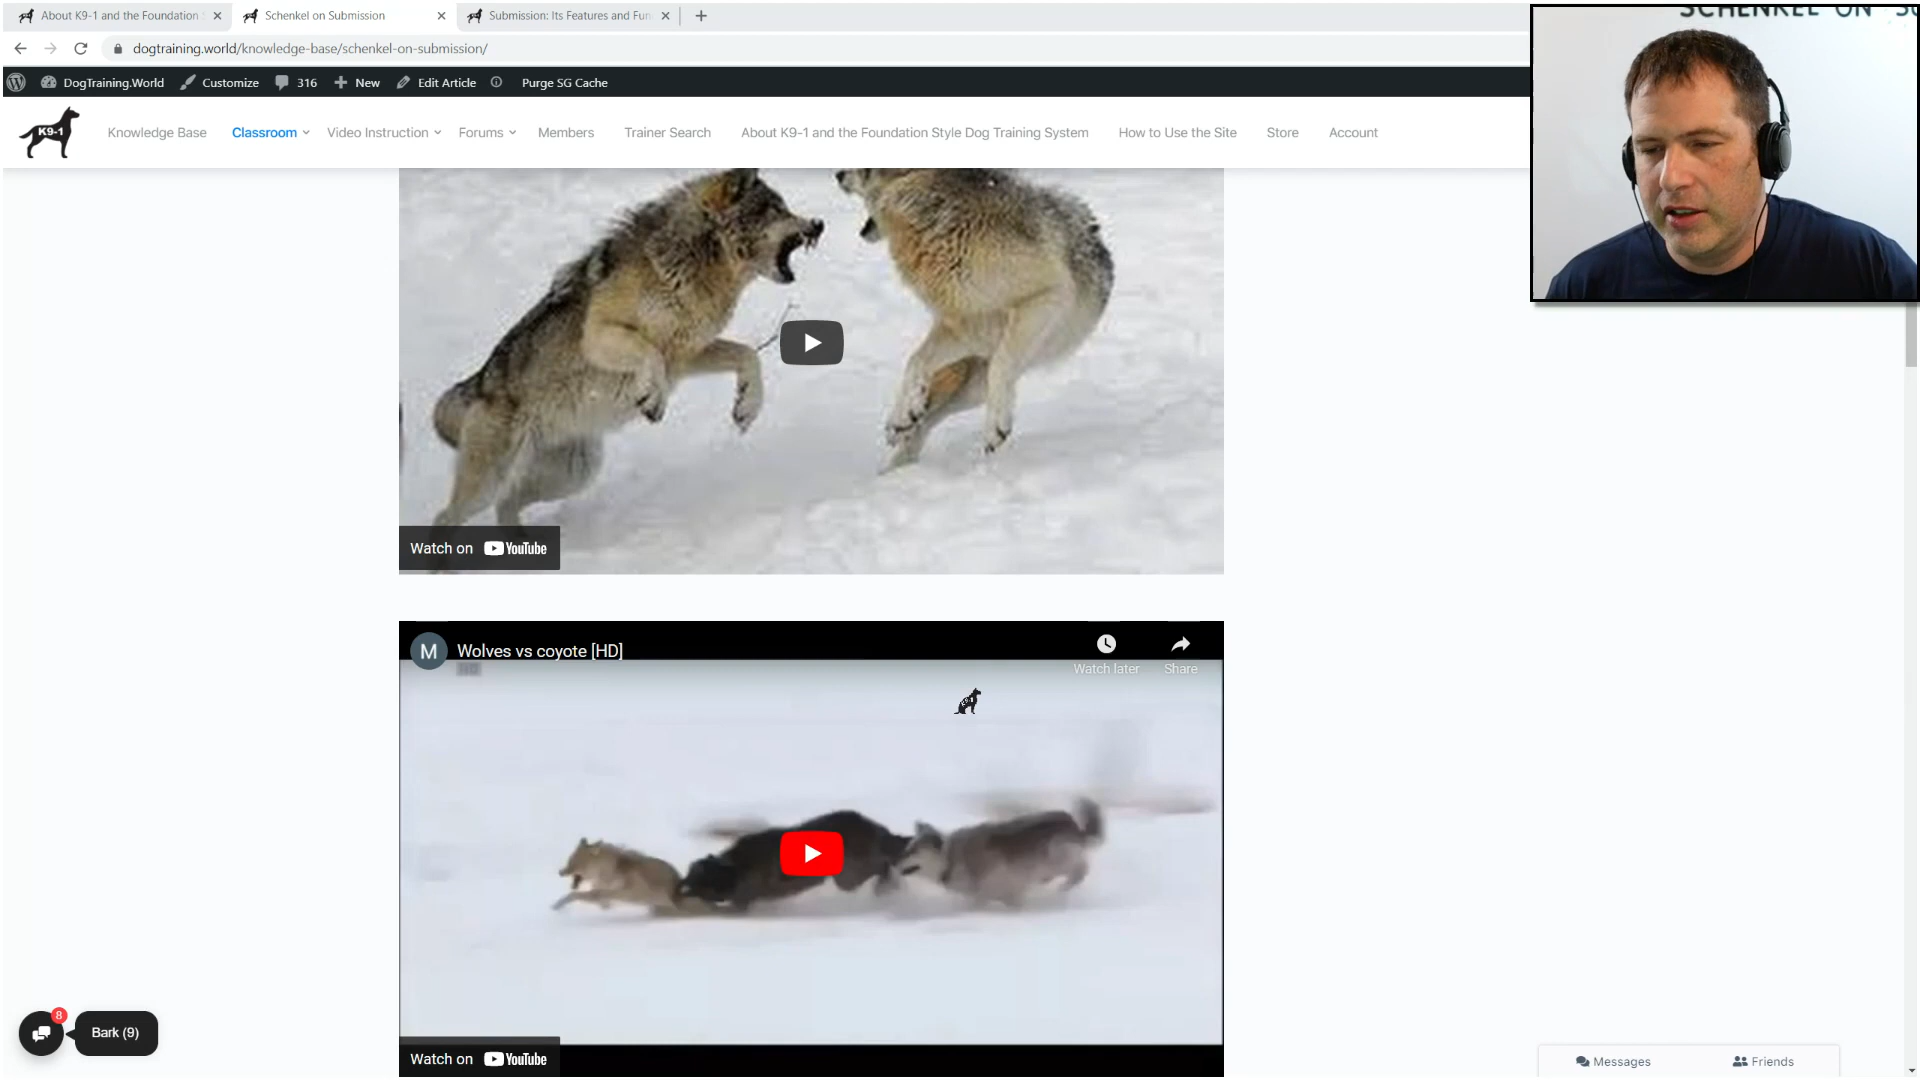 About K9-1 and the Foundation
Schenkel on Submission
Submission: Its Features and Fun
SCHENKEL ON
dogtraining.world/knowledge-base/schenkel-on-submission/
DogTraining.World
Customize
316
New
Edit Article
Purge SG Cache
K9-1
Knowledge Base
Classroom
Video Instruction
Forums
Members
Trainer Search
About K9-1 and the Foundation Style Dog Training System
How to Use the Site
Store
Account
Watch on YouTube
M
Wolves vs coyote [HD]
Watch later
Share
Watch on YouTube
8
Bark (9)
Messages
Friends